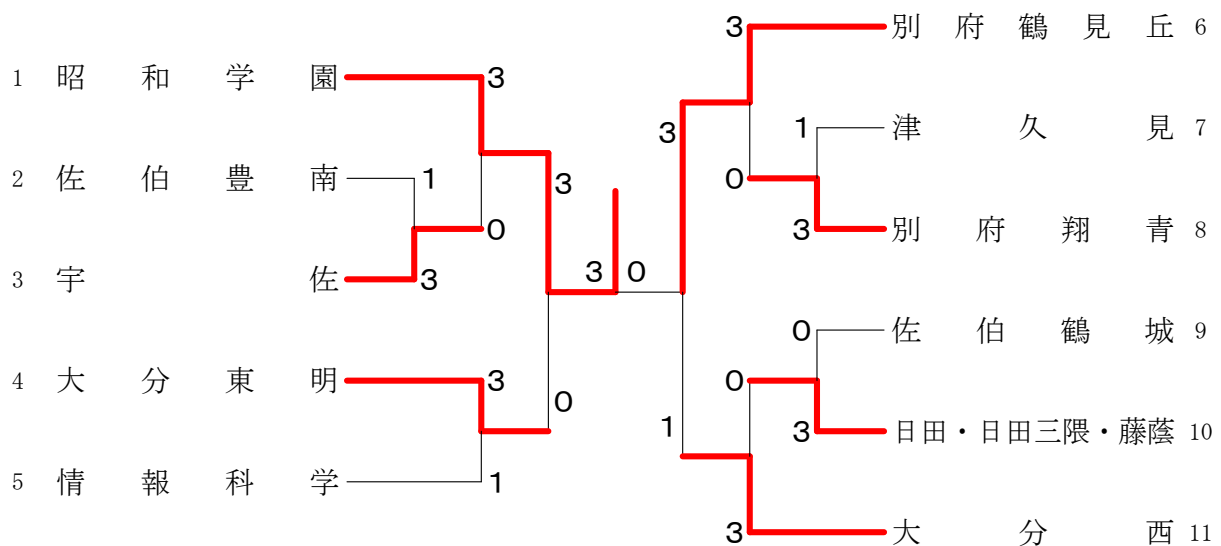 1 昭和学園
2 佐伯豊南
3 宇佐
4 大分東明
5 情報科学
3
1
0
3
3
1
3
0
3 0
3
1
3
0
1
3
0
0
3
3
別府鶴見丘 6
津久見 7
別府翔青 8
佐伯鶴城 9
日田・日田三隈・藤蔭 10
大分西 11